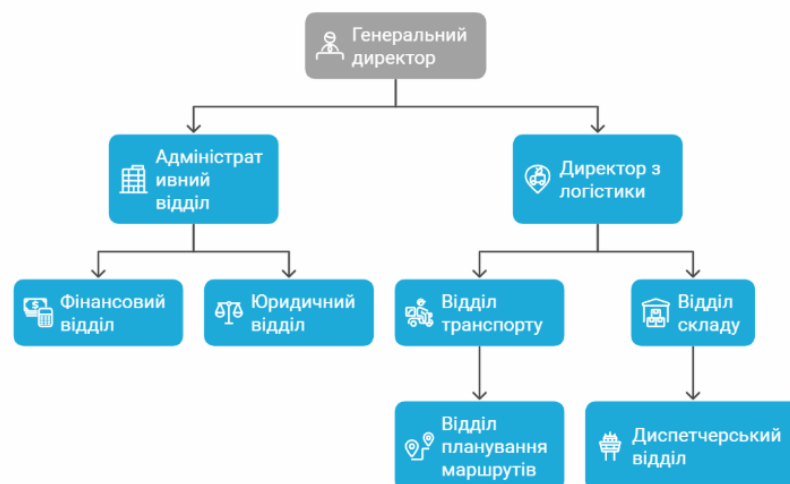 Генеральний
директор
Адміністрат
ивний
відділ
Директор з
логістики
Фінансовий
відділ
Юридичний
відділ
Відділ
транспорту
Відділ
складу
Відділ
планування
маршрутів
Диспетчерський
відділ